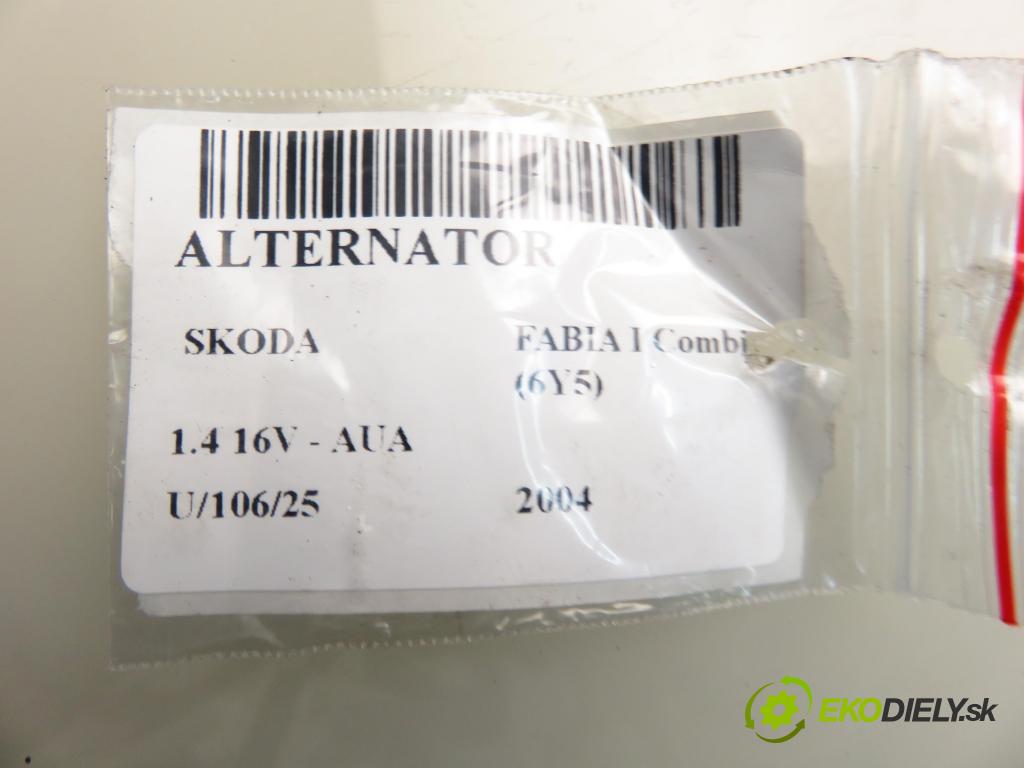 ALTERNATOR
SKODA FABIA I Combi
(6Y5)
1.4 16V - AUA
U/106/25 2004
EKODIELY.sk